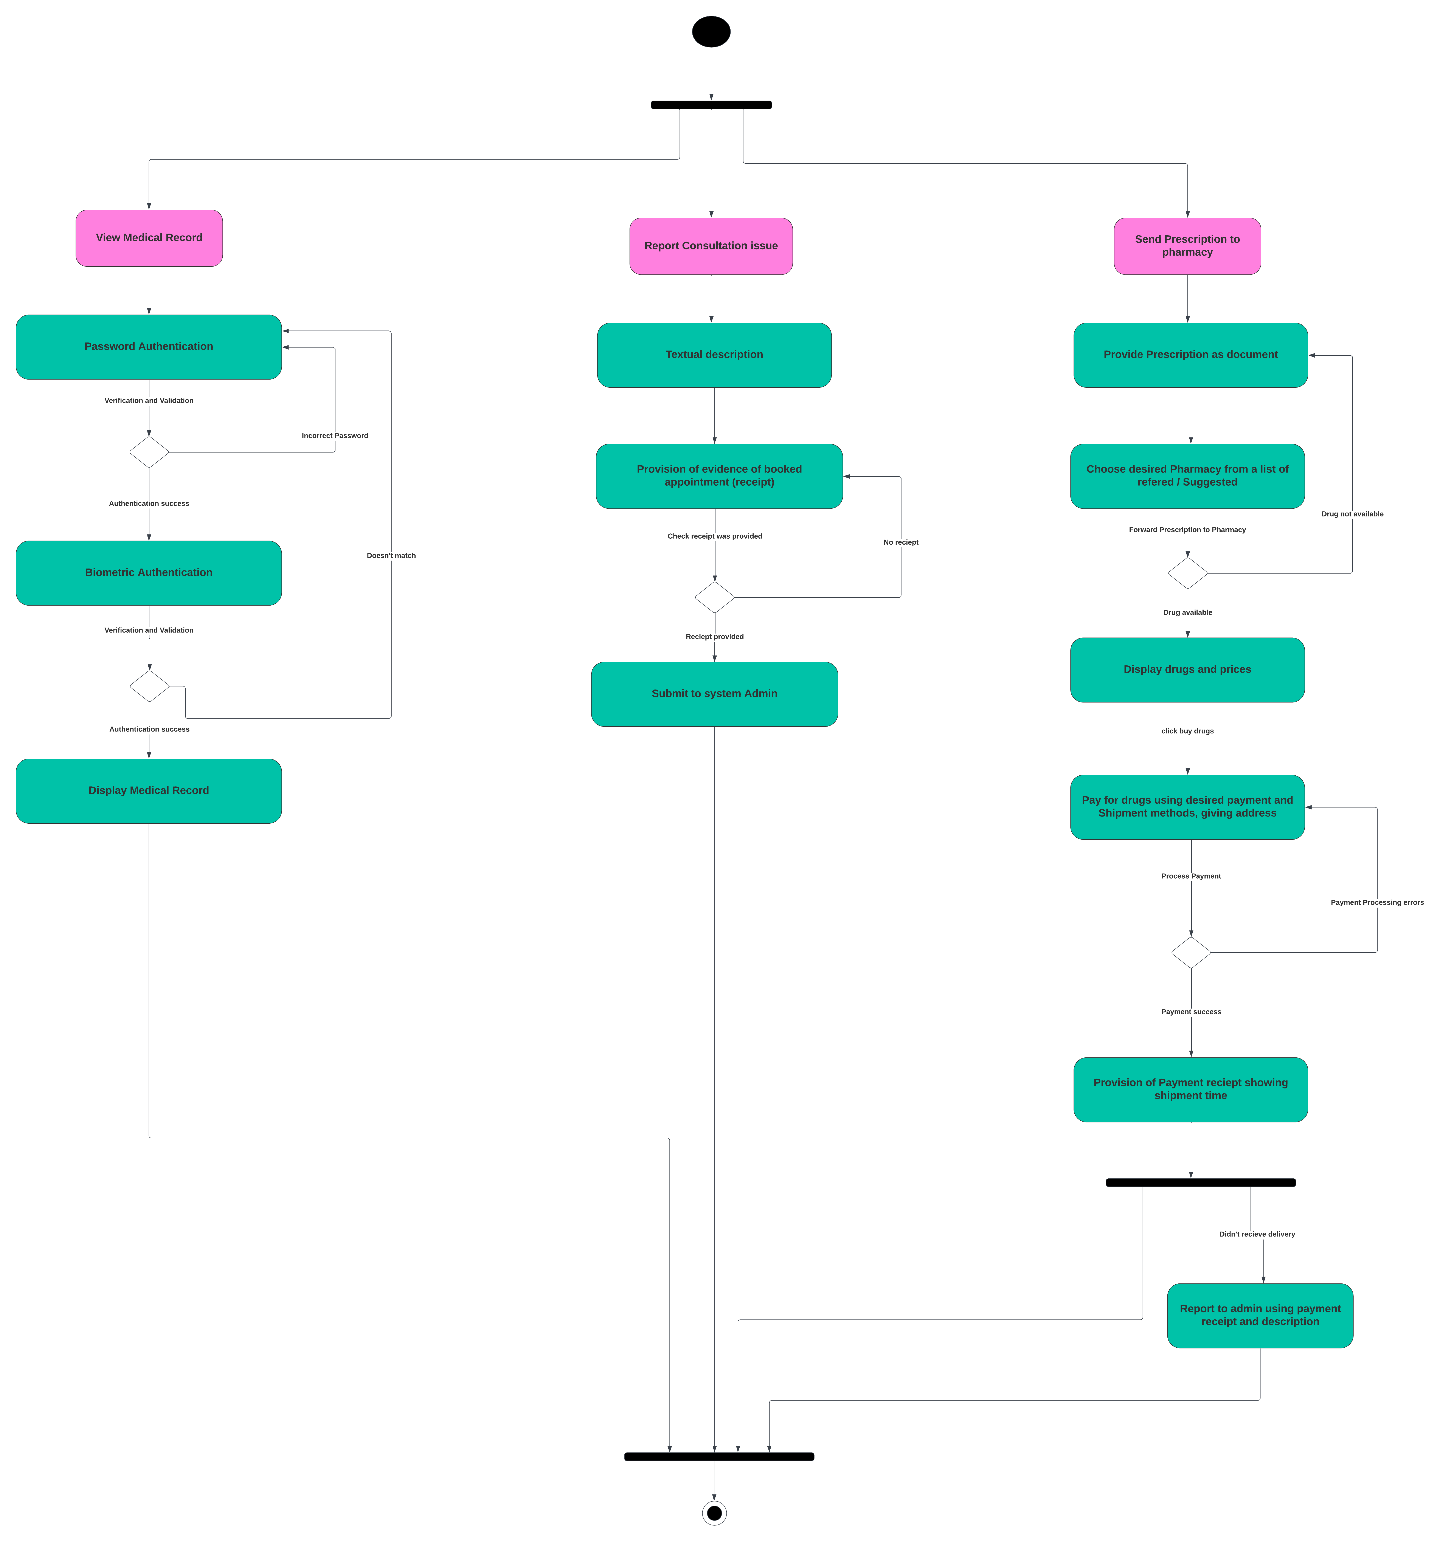 View Medical Record
Password Authentication
Verification and Validation
Incorrect Password
Authentication success
Doesn't match
Biometric Authentication
Verification and Validation
Authentication success
Display Medical Record
Report Consultation issue
Textual description
Provision of evidence of booked
appointment (receipt)
Check receipt was provided
No reciept
Reciept provided
Submit to system Admin
Send Prescription to
pharmacy
Provide Prescription as document
Choose desired Pharmacy from a list of
refered / Suggested
Drug not available
Forward Prescription to Pharmacy
Drug available
Display drugs and prices
click buy drugs
Pay for drugs using desired payment and
Shipment methods, giving address
Process Payment
Payment Processing errors
Payment success
Provision of Payment reciept showing
shipment time
Didn't recieve delivery
Report to admin using payment
receipt and description